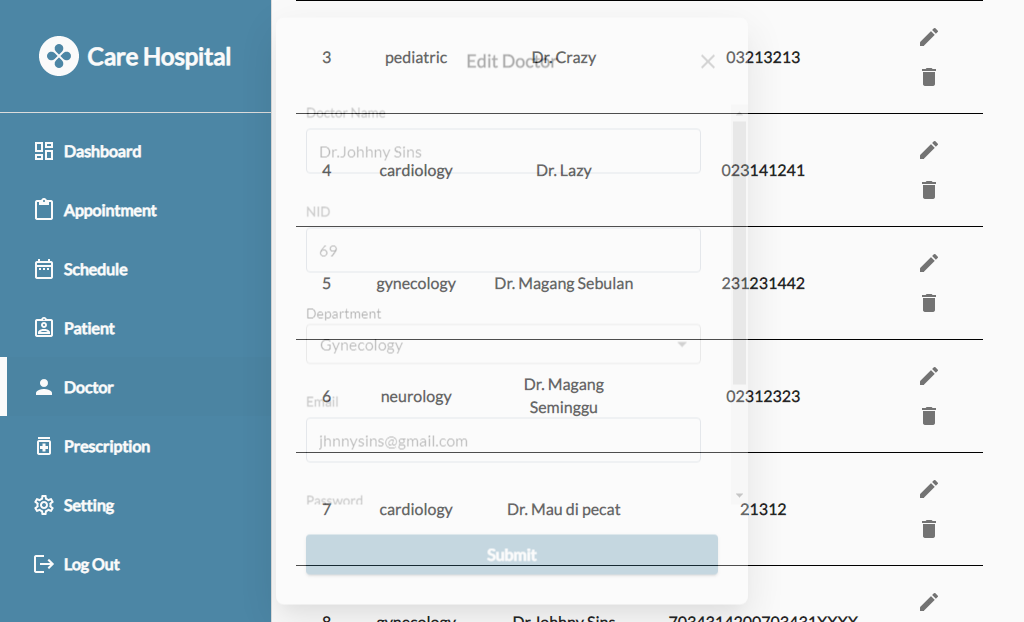 Care Hospital
Dashboard
Appointment
Schedule
Patient
Doctor
Prescription
Setting
Log Out
Edit Doctor
Doctor Name
Dr.Johhny Sins
NID
69
Department
Gynecology
Email
jhnnysins@gmail.com
Password
Submit
3 pediatric Dr. Crazy 03213213
4 cardiology Dr. Lazy 023141241
5 gynecology Dr. Magang Sebulan 231231442
6 neurology Dr. Magang Seminggu 02312323
7 cardiology Dr. Mau di pecat 21312
8 gynecology Dr.Johhny Sins 7034314200703431XXXX